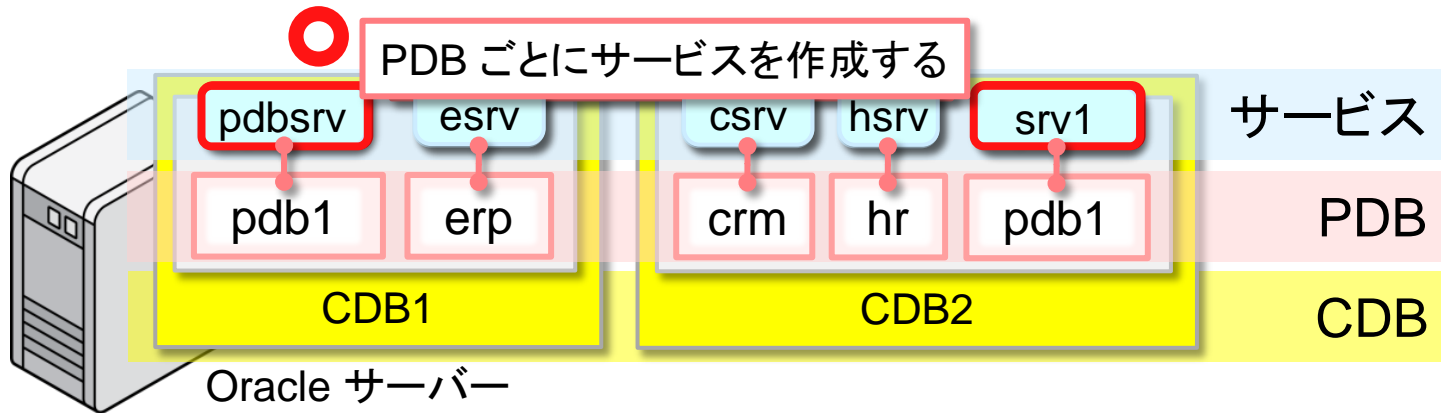 PDB ごとにサービスを作成する
pdbsrv esrv csrv hsrv srv1 サービス
pdb1 erp crm hr pdb1 PDB
CDB1 CDB2 CDB
Oracle サーバー